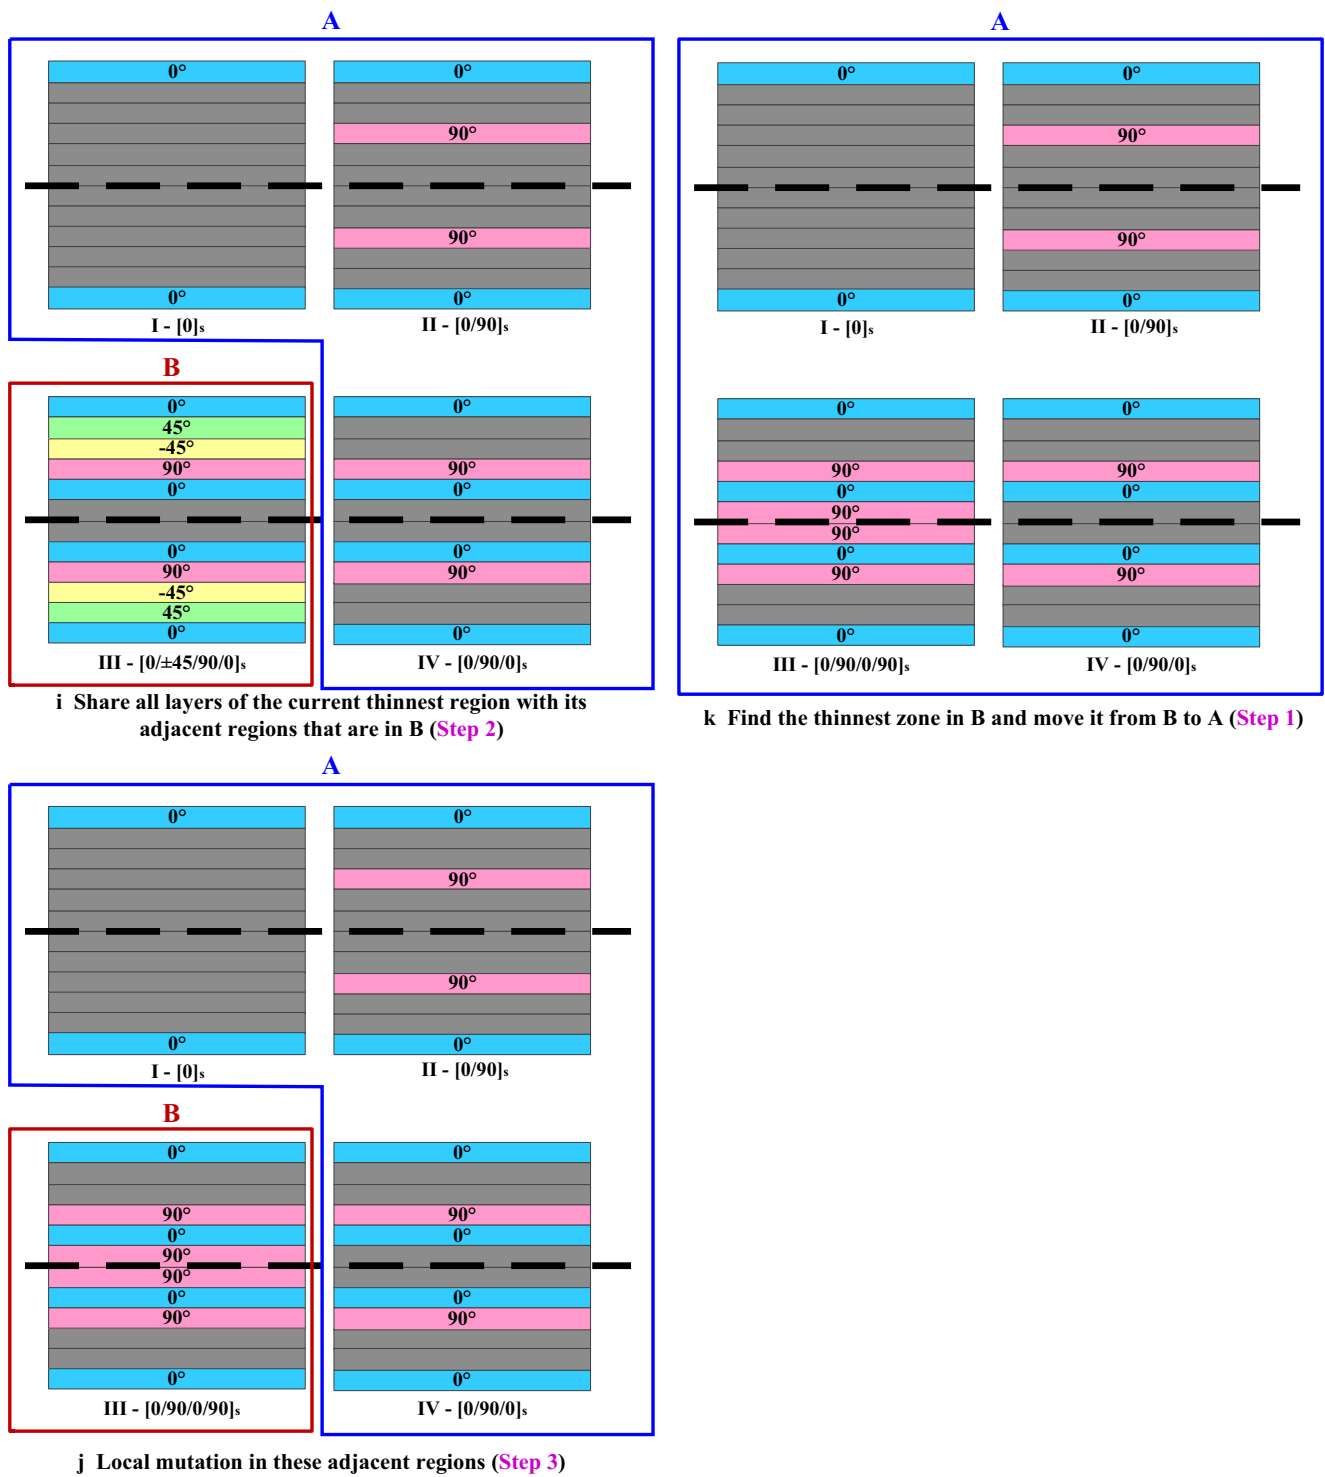 A
0°
0°
90°
90°
0°
0°
I - [0]s
II - [0/90]s
B
0°
45°
-45°
90°
0°
0°
90°
-45°
45°
0°
III - [0/±45/90/0]s
0°
90°
0°
0°
90°
0°
IV - [0/90/0]s
i Share all layers of the current thinnest region with its
adjacent regions that are in B (Step 2)
A
0°
0°
90°
90°
0°
0°
I - [0]s
II - [0/90]s
0°
90°
0°
90°
90°
0°
90°
0°
III - [0/90/0/90]s
0°
90°
0°
0°
90°
0°
IV - [0/90/0]s
k Find the thinnest zone in B and move it from B to A (Step 1)
A
0°
0°
90°
90°
0°
0°
I - [0]s
II - [0/90]s
B
0°
90°
0°
90°
90°
0°
90°
0°
III - [0/90/0/90]s
0°
90°
0°
0°
90°
0°
IV - [0/90/0]s
j Local mutation in these adjacent regions (Step 3)